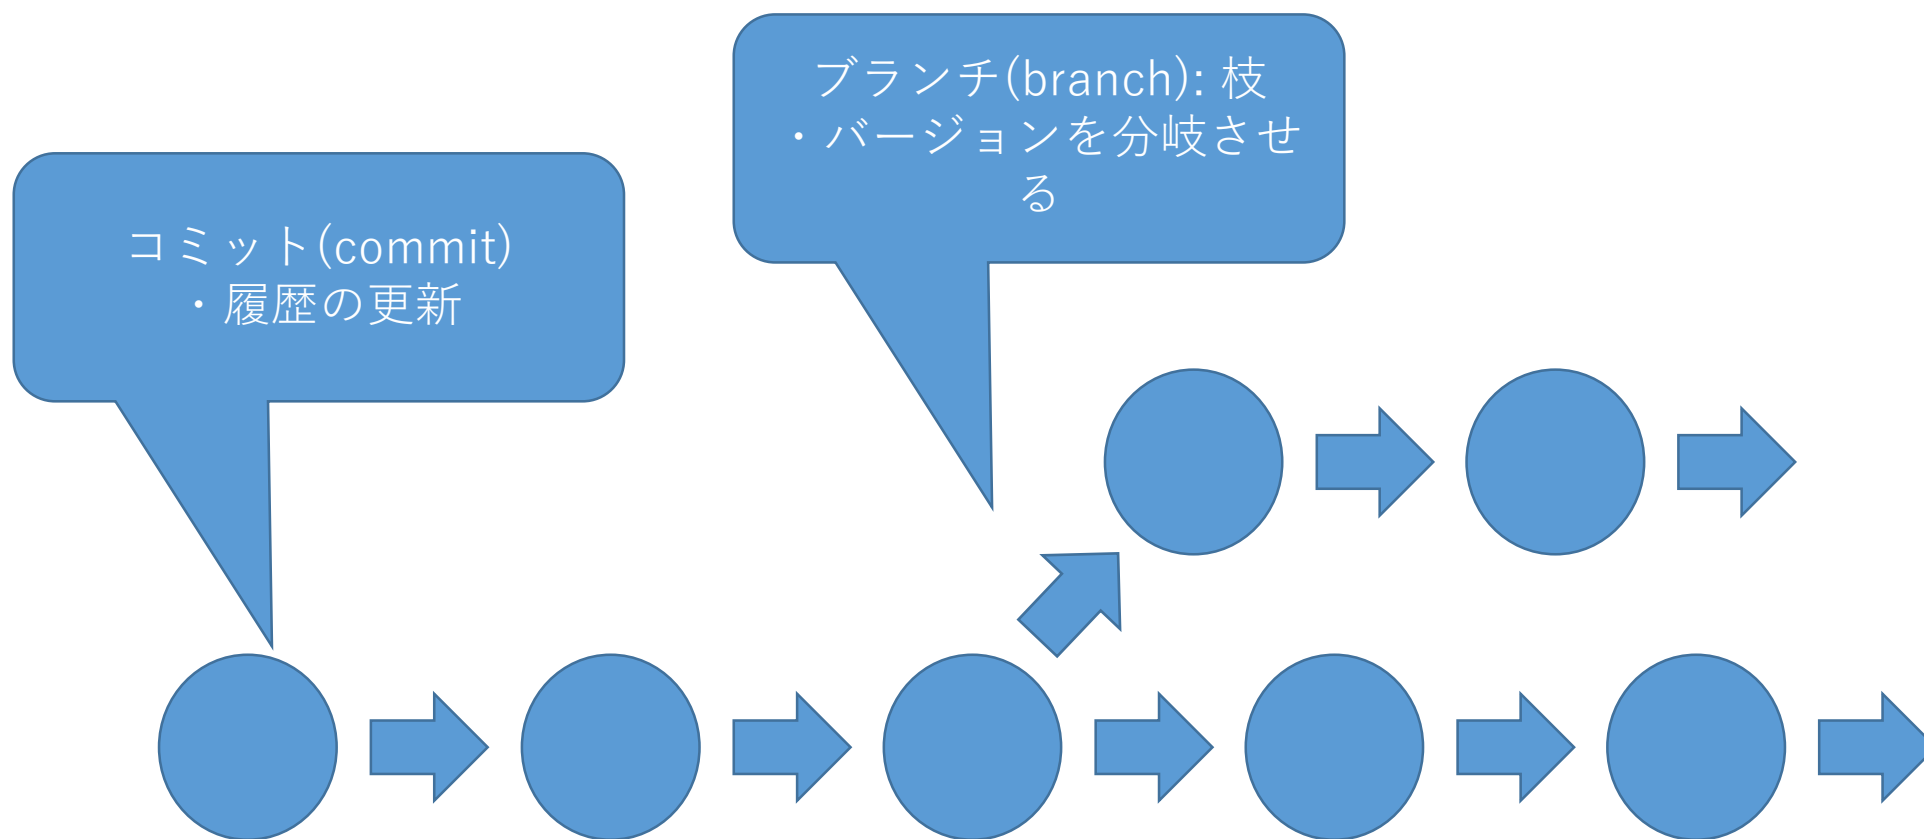 ブランチ(branch): 枝
・バージョンを分岐させ
る
コミット(commit)
・履歴の更新